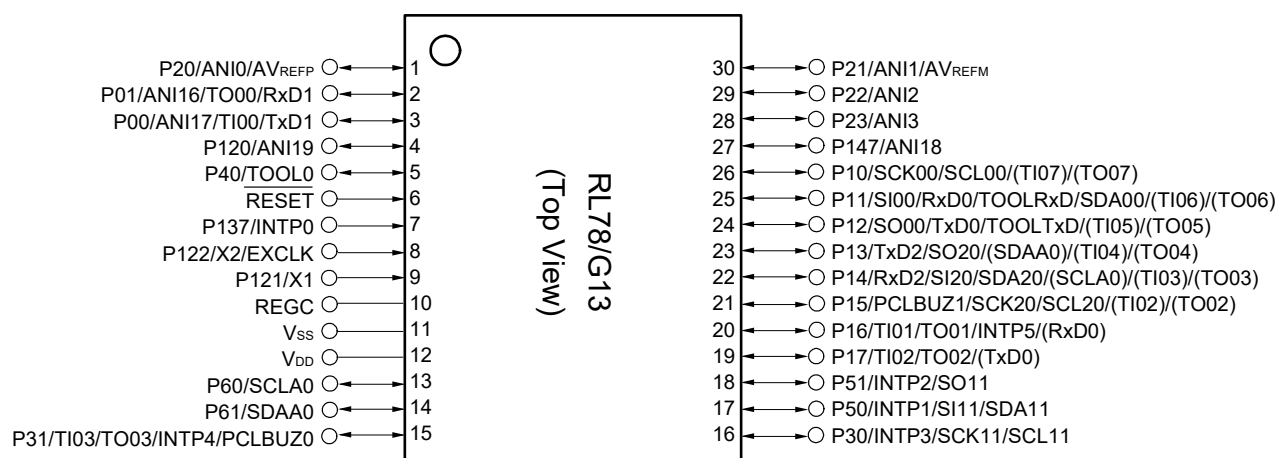 P20/ANI0/AVREFP 1
P01/ANI16/TO00/RxD1 2
P00/ANI17/TI00/TxD1 3
P120/ANI19 4
P40/TOOL0 5
RESET 6
P137/INTP0 7
P122/X2/EXCLK 8
P121/X1 9
REGC 10
VSS 11
VDD 12
P60/SCLA0 13
P61/SDAA0 14
P31/TI03/TO03/INTP4/PCLBUZ0 15
RL78/G13
(Top View)
30 P21/ANI1/AVREFM
29 P22/ANI2
28 P23/ANI3
27 P147/ANI18
26 P10/SCK00/SCL00/(TI07)/(TO07)
25 P11/SI00/RxD0/TOOLRxD/SDA00/(TI06)/(TO06)
24 P12/SO00/TxD0/TOOLTxD/(TI05)/(TO05)
23 P13/TxD2/SO20/(SDAA0)/(TI04)/(TO04)
22 P14/RxD2/SI20/SDA20/(SCLA0)/(TI03)/(TO03)
21 P15/PCLBUZ1/SCK20/SCL20/(TI02)/(TO02)
20 P16/TI01/TO01/INTP5/(RxD0)
19 P17/TI02/TO02/(TxD0)
18 P51/INTP2/SO11
17 P50/INTP1/SI11/SDA11
16 P30/INTP3/SCK11/SCL11